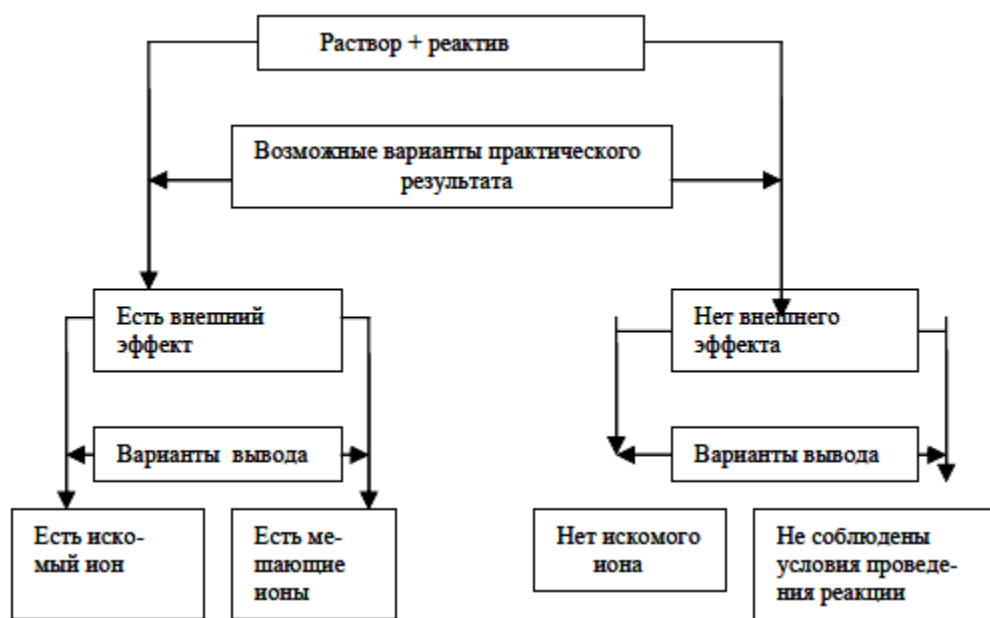 Раствор + реактив
Возможные варианты практического
результата
Есть внешний
эффект
Нет внешнего
эффекта
Варианты вывода
Варианты вывода
Есть иско-
мый ион
Есть ме-
шающие
ионы
Нет искомого
иона
Не соблюдены
условия проведе-
ния реакции